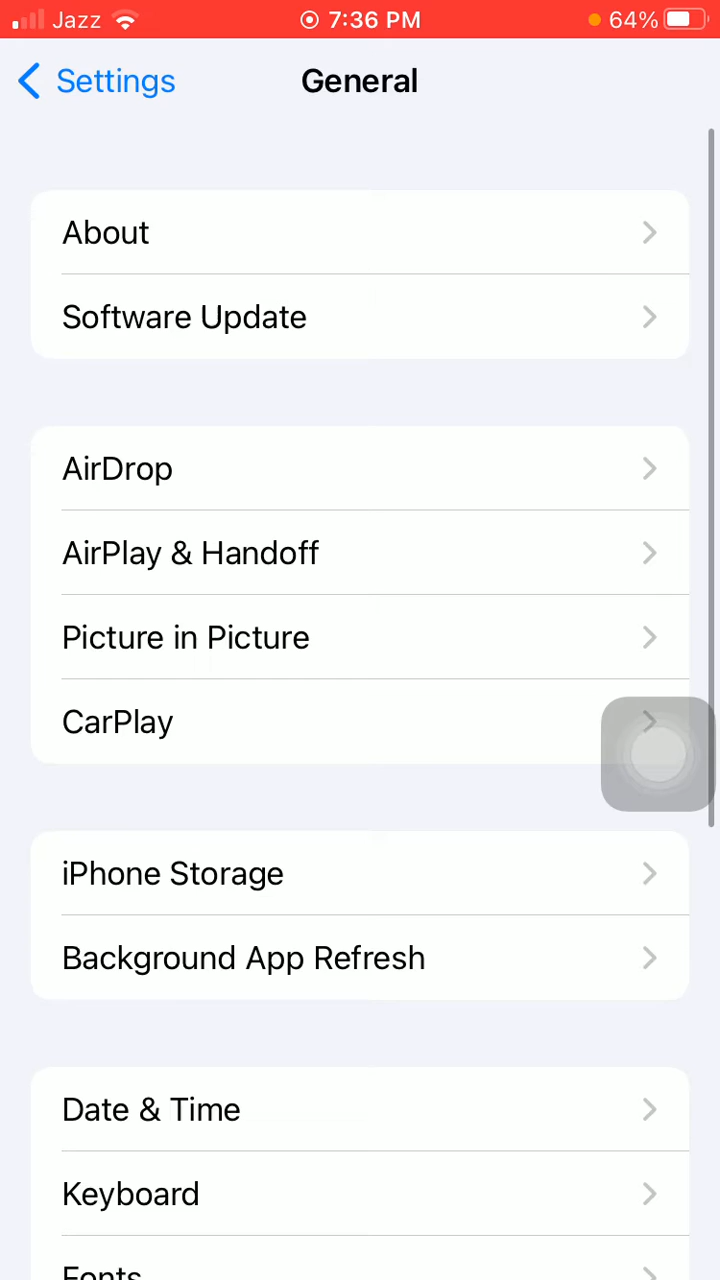 Jazz 7:36 PM 64%
Settings General
About
Software Update
AirDrop
AirPlay & Handoff
Picture in Picture
CarPlay
iPhone Storage
Background App Refresh
Date & Time
Keyboard
Fonts